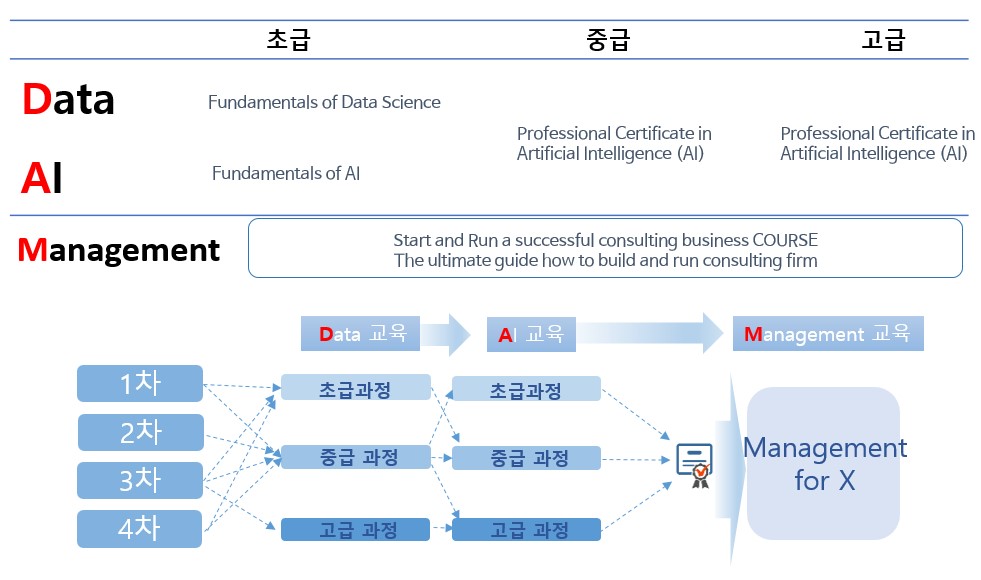 초급 중급 고급
Data
Fundamentals of Data Science
Professional Certificate in
Artificial Intelligence (AI)
Professional Certificate in
Artificial Intelligence (AI)
AI
Fundamentals of AI
Management
Start and Run a successful consulting business COURSE
The ultimate guide how to build and run consulting firm
Data 교육
AI 교육
Management 교육
1차
2차
3차
4차
초급과정
중급 과정
고급 과정
초급과정
중급 과정
고급 과정
Management
for X